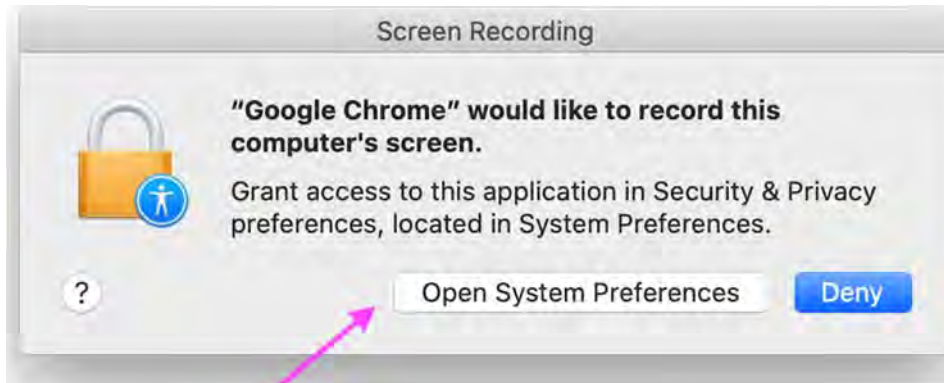 Screen Recording
“Google Chrome” would like to record this
computer's screen.
Grant access to this application in Security & Privacy
preferences, located in System Preferences.
?
Open System Preferences
Deny